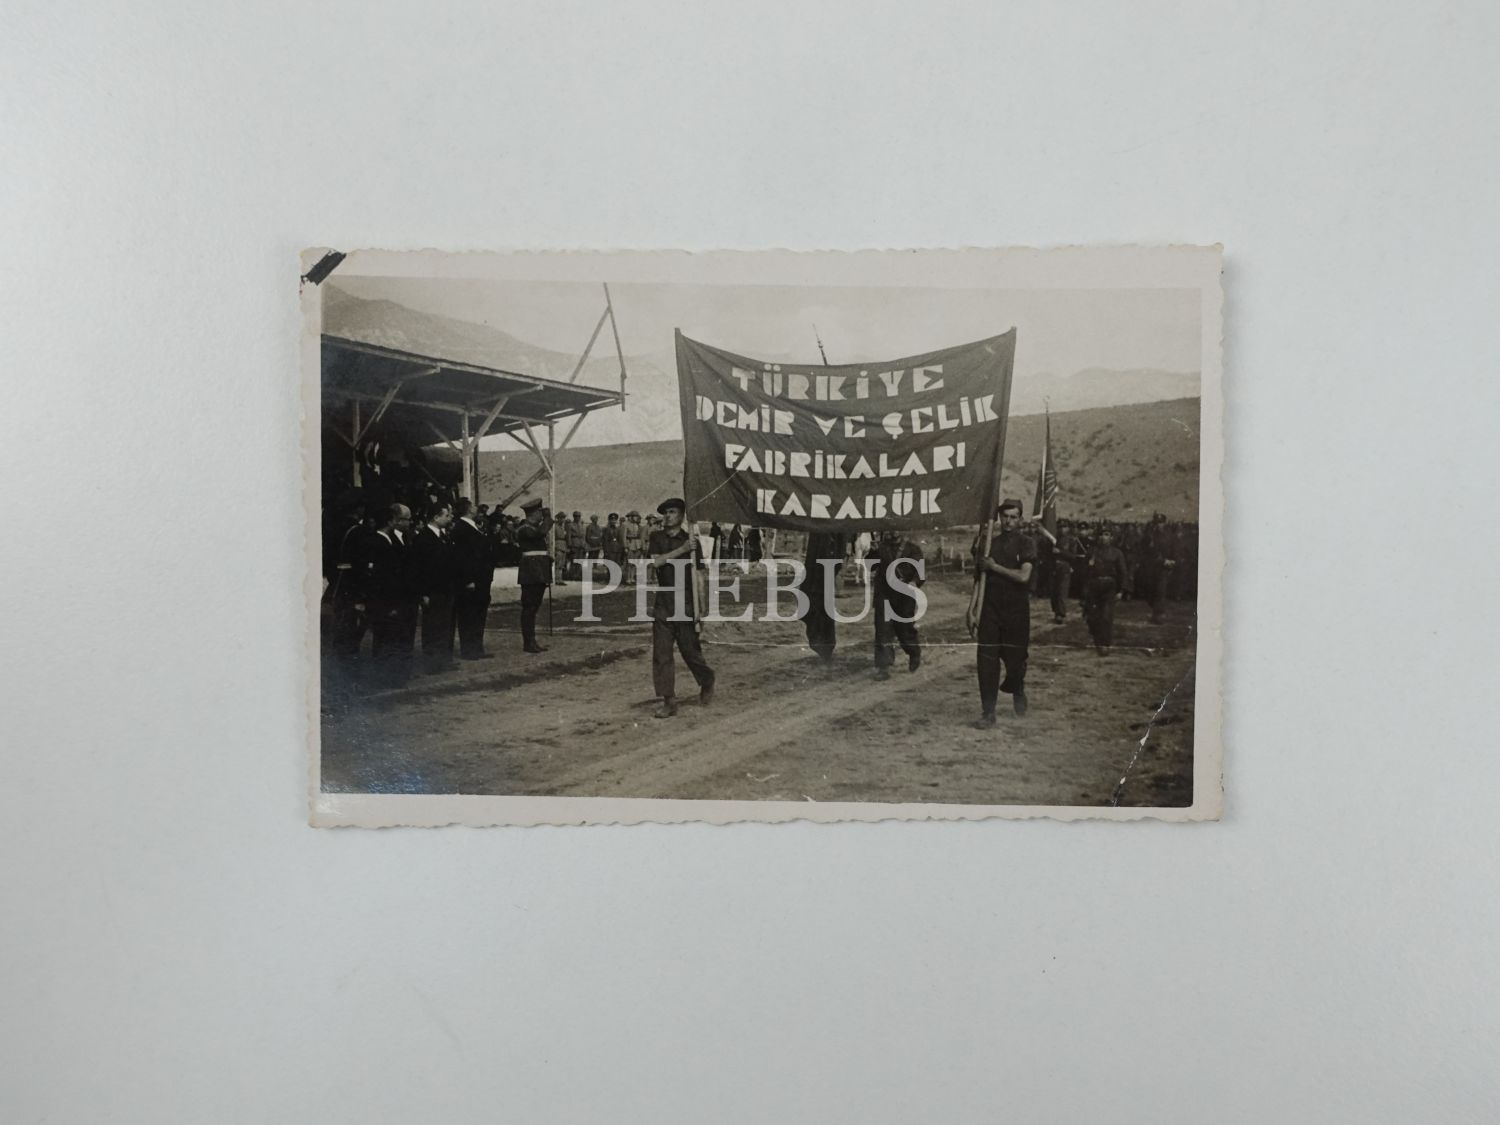 TÜRKİYE
DEMİR VE ÇELİK
FABRİKALARI
KARABÜK
PHEBUS